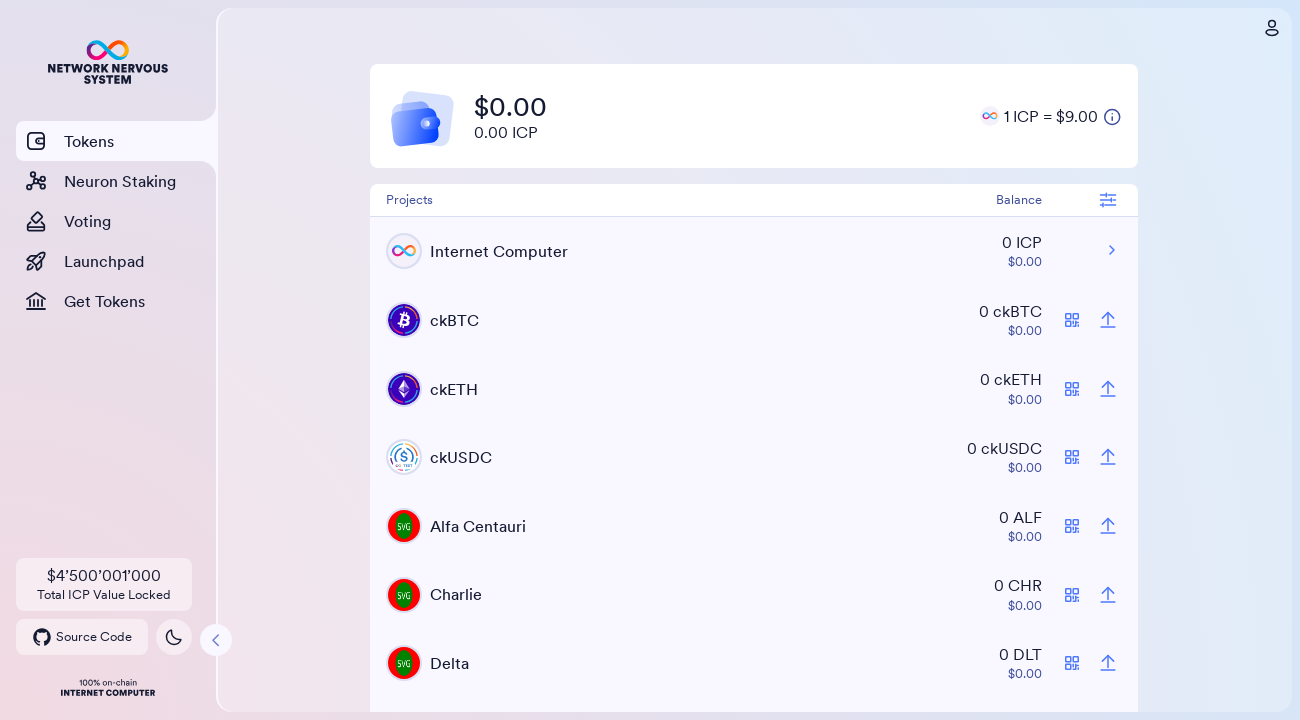 NETWORK NERVOUS
SYSTEM
Tokens
Neuron Staking
Voting
Launchpad
Get Tokens
$4’500’001’000
Total ICP Value Locked
Source Code
100% on-chain
INTERNET COMPUTER
$0.00
0.00 ICP
1 ICP = $9.00
Projects Balance
Internet Computer 0 ICP
$0.00
ckBTC 0 ckBTC
$0.00
ckETH 0 ckETH
$0.00
ckUSDC 0 ckUSDC
$0.00
SVG Alfa Centauri 0 ALF
$0.00
SVG Charlie 0 CHR
$0.00
SVG Delta 0 DLT
$0.00